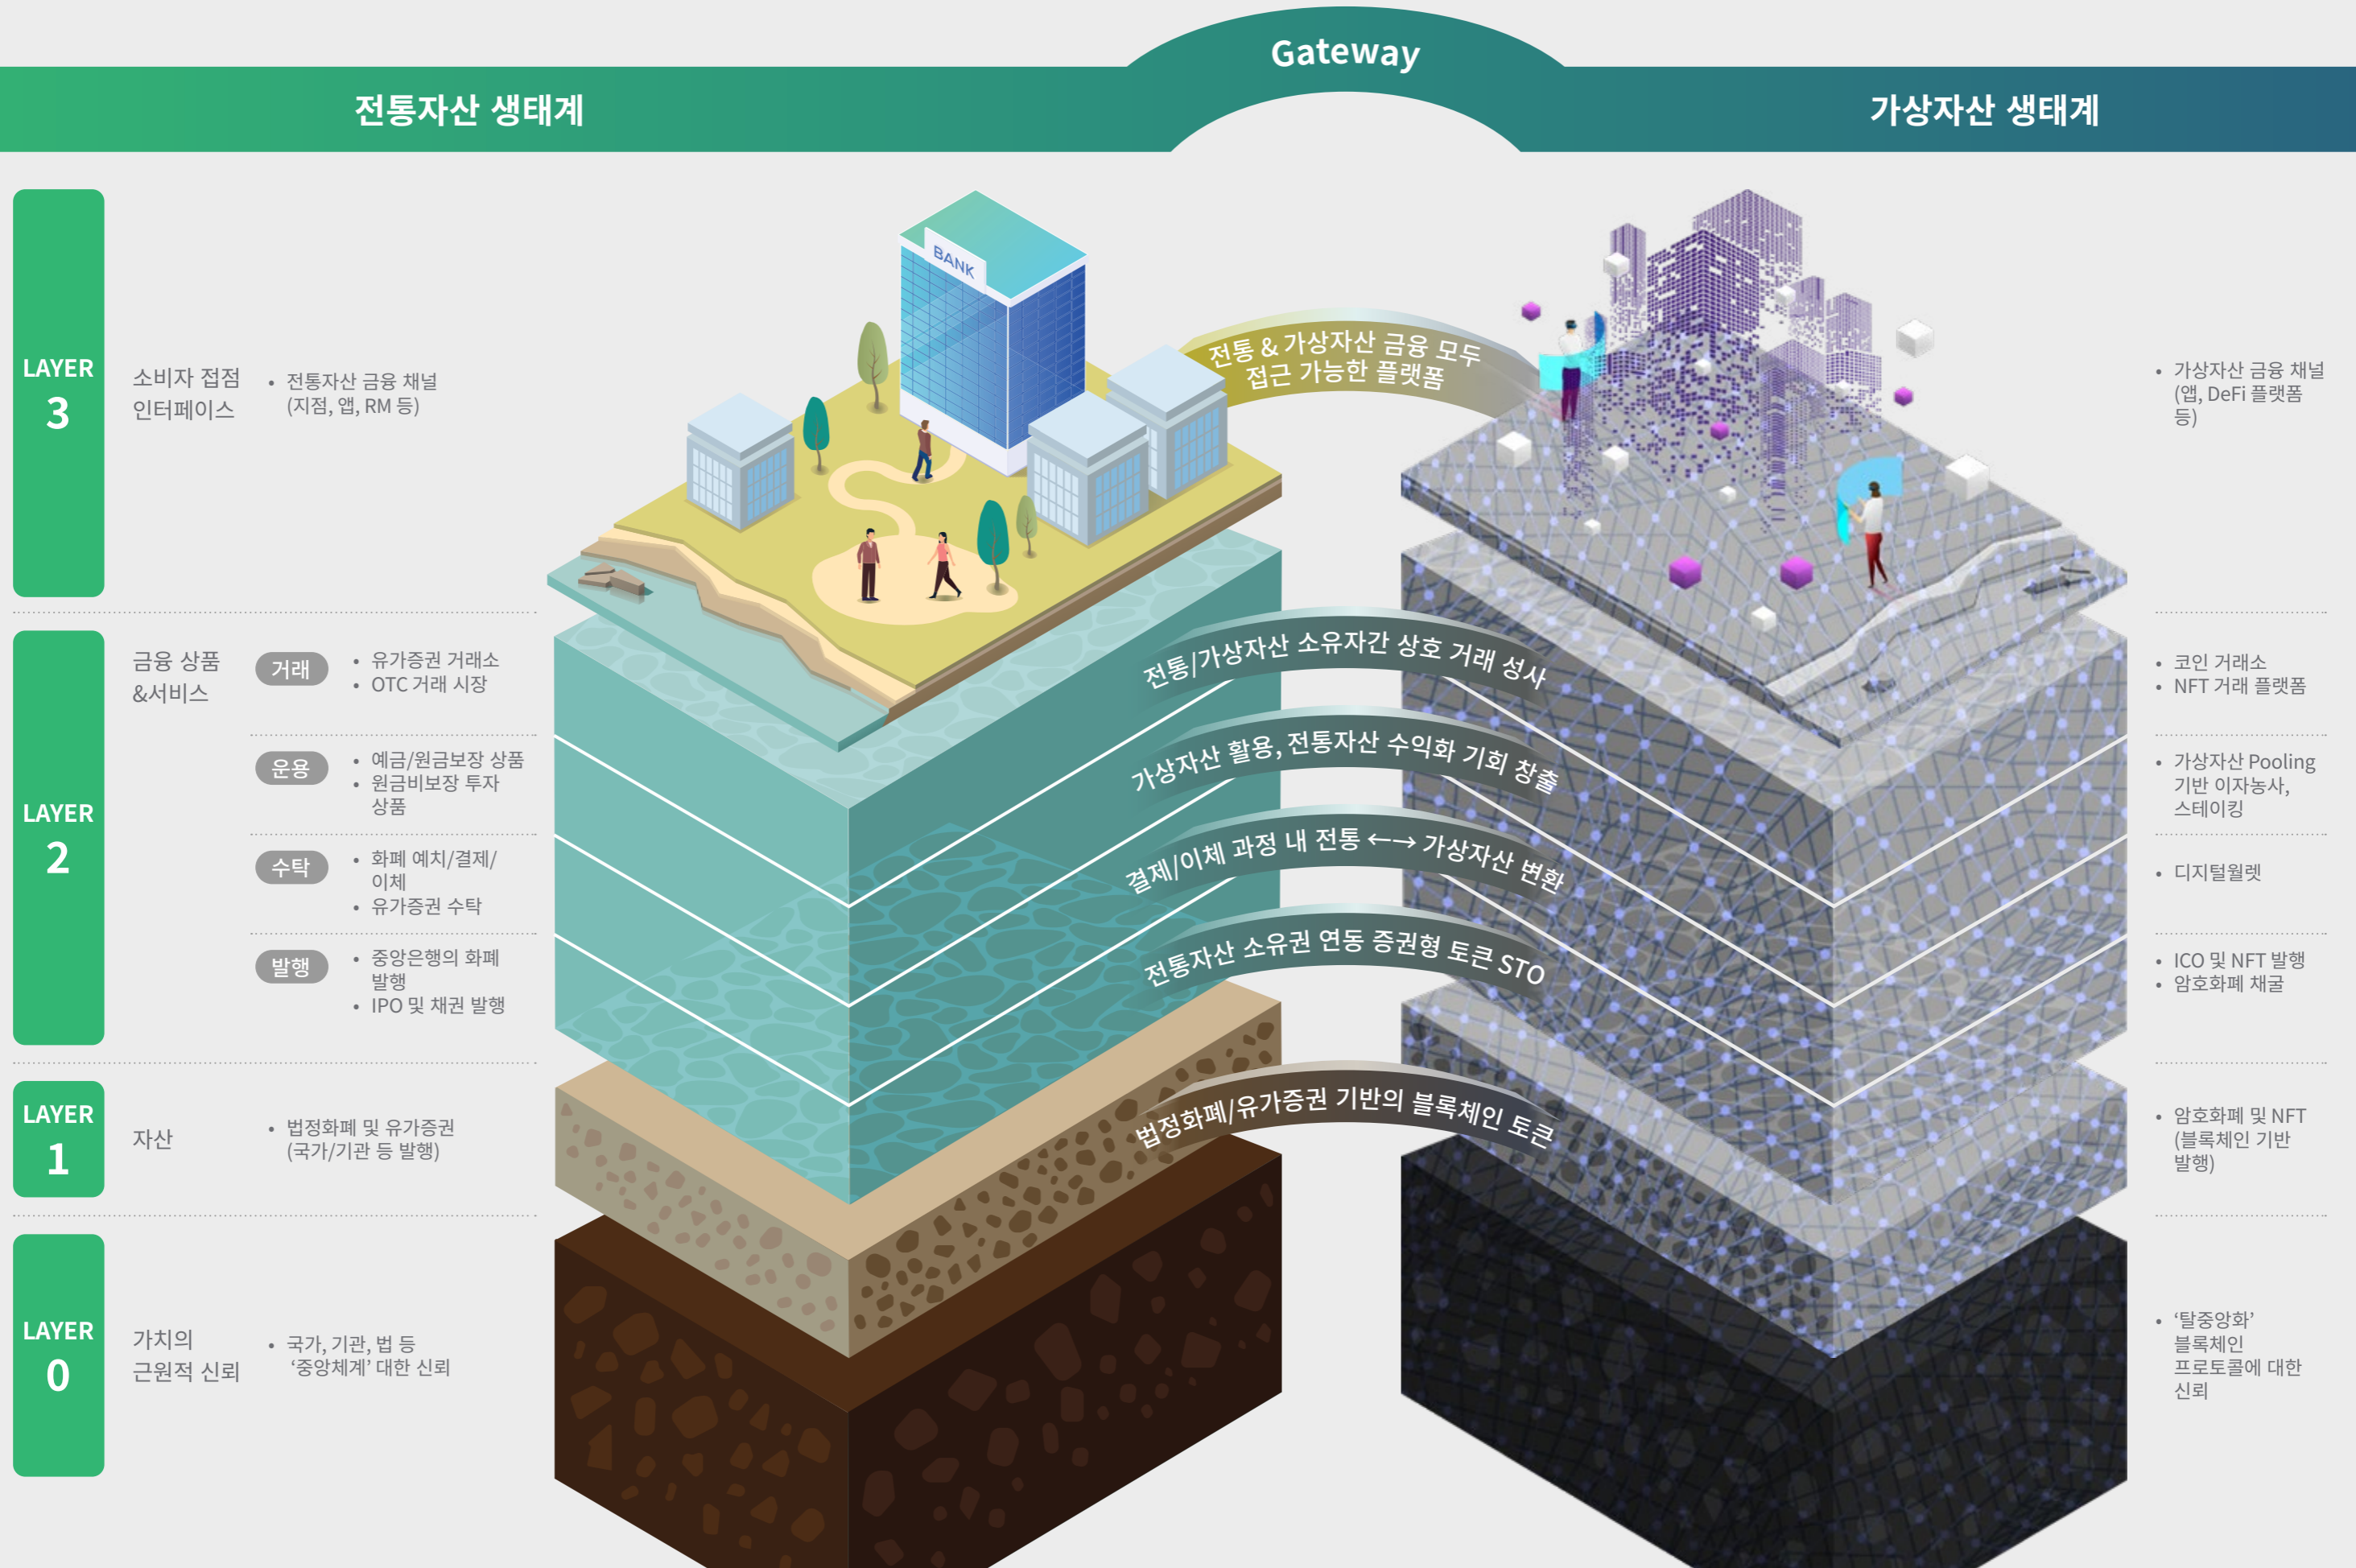 Gateway
전통자산 생태계
가상자산 생태계
LAYER
3
소비자 접점
인터페이스
• 전통자산 금융 채널
(지점, 앱, RM 등)
BANK
전통 & 가상자산 금융 모두
접근 가능한 플랫폼
• 가상자산 금융 채널
(앱, DeFi 플랫폼
등)
LAYER
2
금융 상품
&서비스
거래
• 유가증권 거래소
• OTC 거래 시장
전통/가상자산 소유자간 상호 거래 성사
• 코인 거래소
• NFT 거래 플랫폼
운용
• 예금/원금보장 상품
• 원금비보장 투자
상품
가상자산 활용, 전통자산 수익화 기회 창출
• 가상자산 Pooling
기반 이자농사,
스테이킹
수탁
• 화폐 예치/결제/
이체
• 유가증권 수탁
결제/이체 과정 내 전통 ←→ 가상자산 변환
• 디지털월렛
발행
• 중앙은행의 화폐
발행
• IPO 및 채권 발행
전통자산 소유권 연동 증권형 토큰 STO
• ICO 및 NFT 발행
• 암호화폐 채굴
LAYER
1
자산
• 법정화폐 및 유가증권
(국가/기관 등 발행)
법정화폐/유가증권 기반의 블록체인 토큰
• 암호화폐 및 NFT
(블록체인 기반
발행)
LAYER
0
가치의
근원적 신뢰
• 국가, 기관, 법 등
‘중앙체계’ 대한 신뢰
• ‘탈중앙화’
블록체인
프로토콜에 대한
신뢰